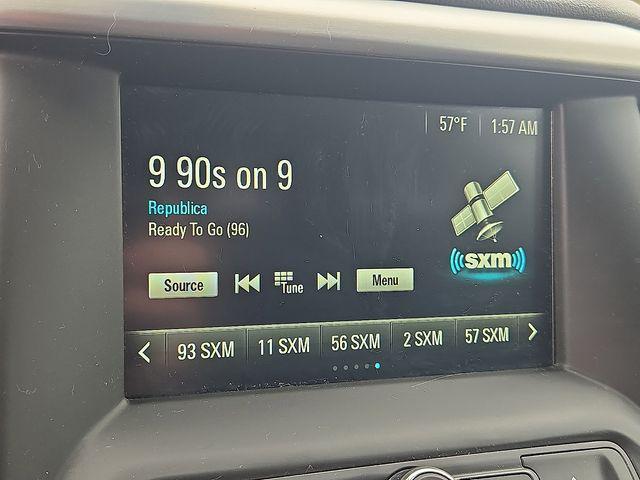 57°F 1:57 AM
9 90s on 9
Republica
Ready To Go (96)
sxm
Source Tune Menu
93 SXM 11 SXM 56 SXM 2 SXM 57 SXM